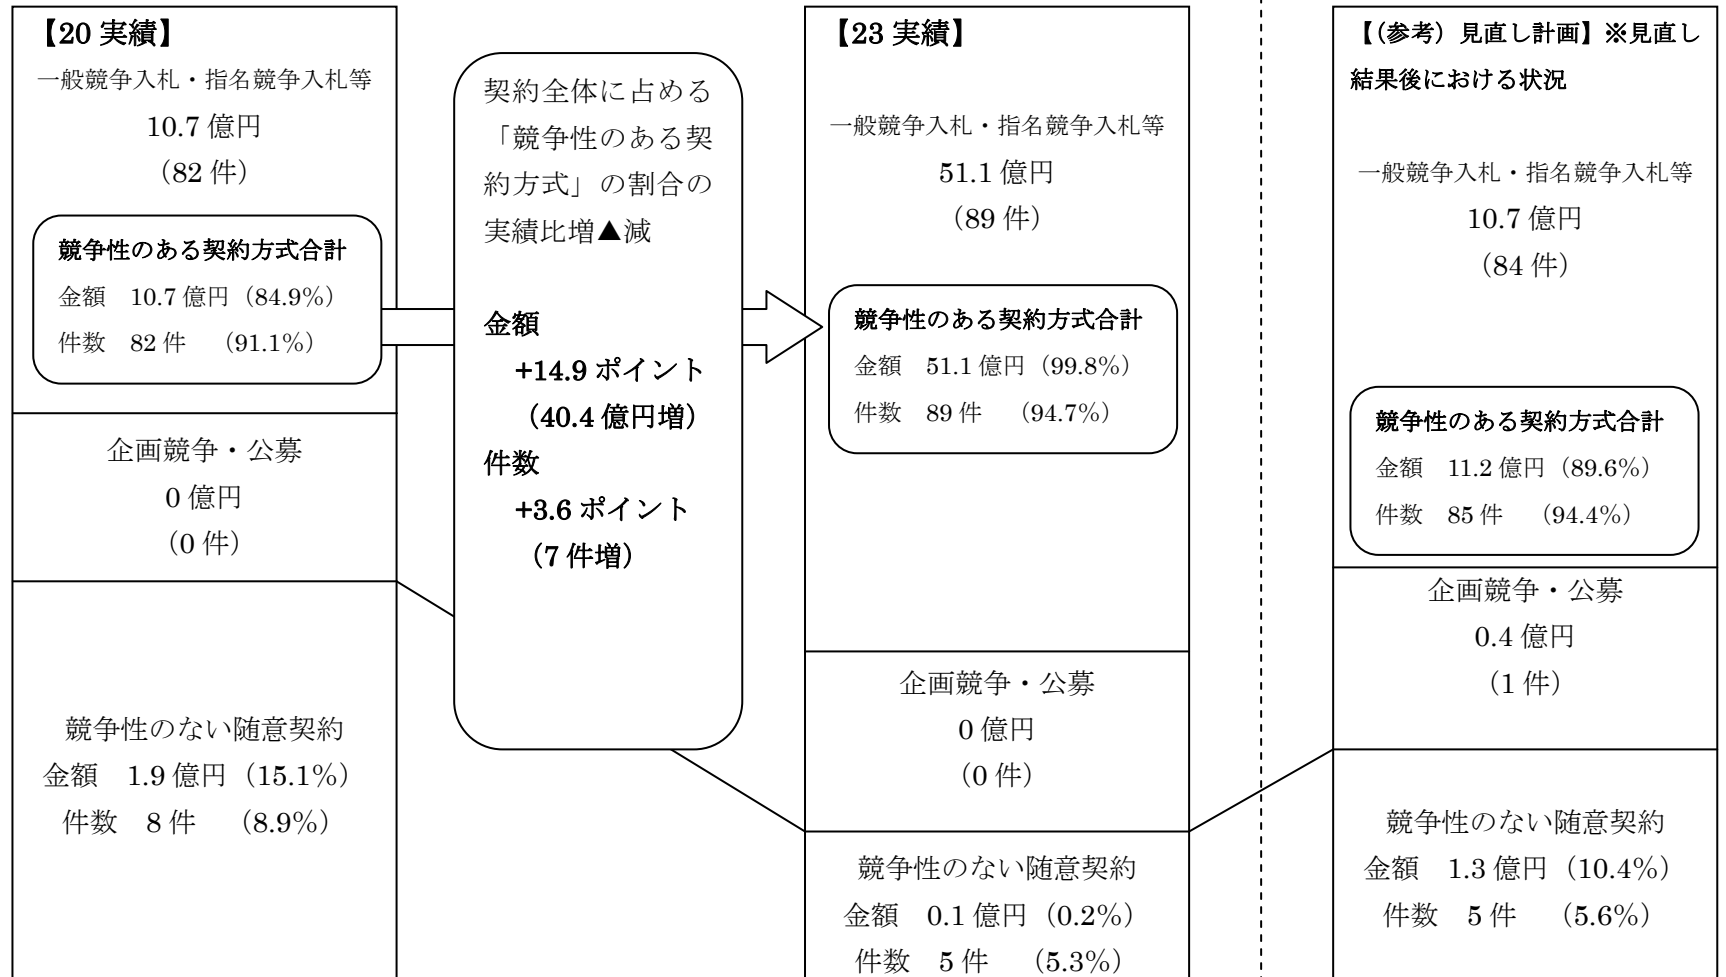 【20 実績】
一般競争入札・指名競争入札等
10.7 億円
（82 件）
競争性のある契約方式合計
金額　10.7 億円（84.9%）
件数　82 件　（91.1%）
企画競争・公募
0 億円
（0 件）
競争性のない随意契約
金額　1.9 億円（15.1%）
件数　8 件　（8.9%）
契約全体に占める
「競争性のある契
約方式」の割合の
実績比増▲減
金額
+14.9 ポイント
（40.4 億円増）
件数
+3.6 ポイント
（7 件増）
【23 実績】
一般競争入札・指名競争入札等
51.1 億円
（89 件）
競争性のある契約方式合計
金額　51.1 億円（99.8%）
件数　89 件　（94.7%）
企画競争・公募
0 億円
（0 件）
競争性のない随意契約
金額　0.1 億円（0.2%）
件数　5 件　（5.3%）
【（参考）見直し計画】※見直し
結果後における状況
一般競争入札・指名競争入札等
10.7 億円
（84 件）
競争性のある契約方式合計
金額　11.2 億円（89.6%）
件数　85 件　（94.4%）
企画競争・公募
0.4 億円
（1 件）
競争性のない随意契約
金額　1.3 億円（10.4%）
件数　5 件　（5.6%）